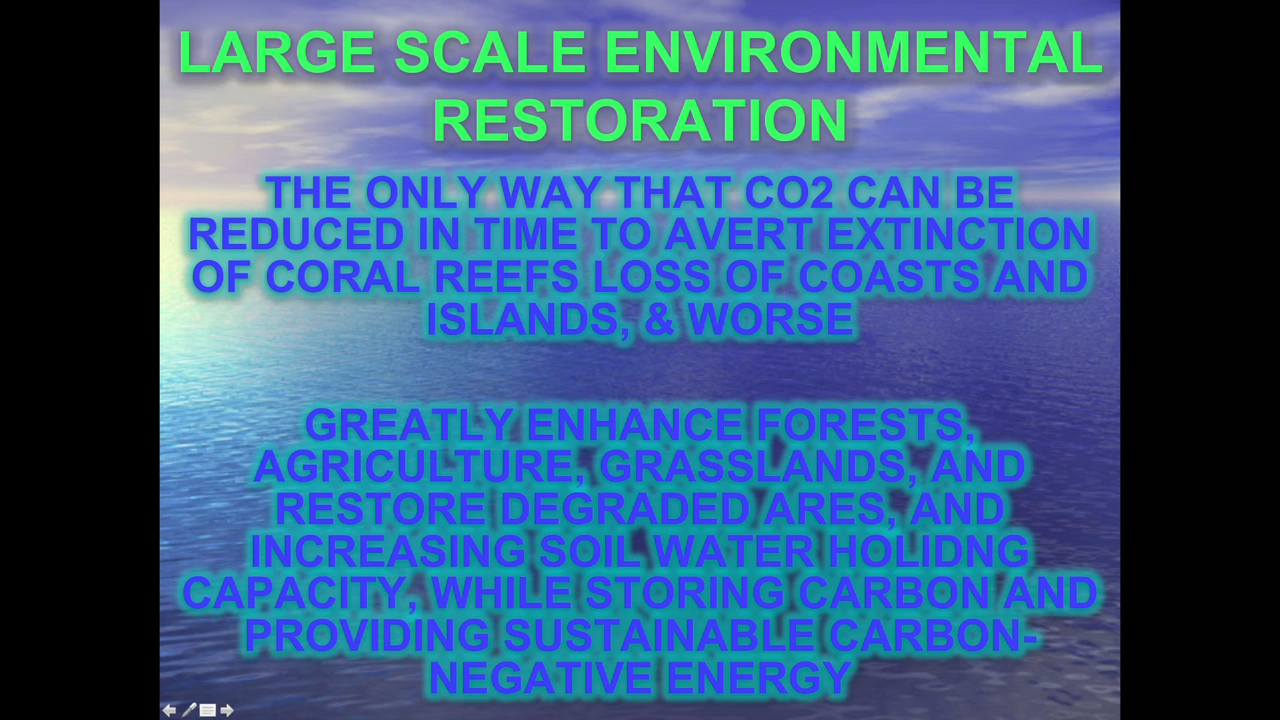 LARGE SCALE ENVIRONMENTAL
RESTORATION
THE ONLY WAY THAT CO2 CAN BE
REDUCED IN TIME TO AVERT EXTINCTION
OF CORAL REEFS LOSS OF COASTS AND
ISLANDS, & WORSE
GREATLY ENHANCE FORESTS,
AGRICULTURE, GRASSLANDS, AND
RESTORE DEGRADED ARES, AND
INCREASING SOIL WATER HOLIDNG
CAPACITY, WHILE STORING CARBON AND
PROVIDING SUSTAINABLE CARBON-
NEGATIVE ENERGY